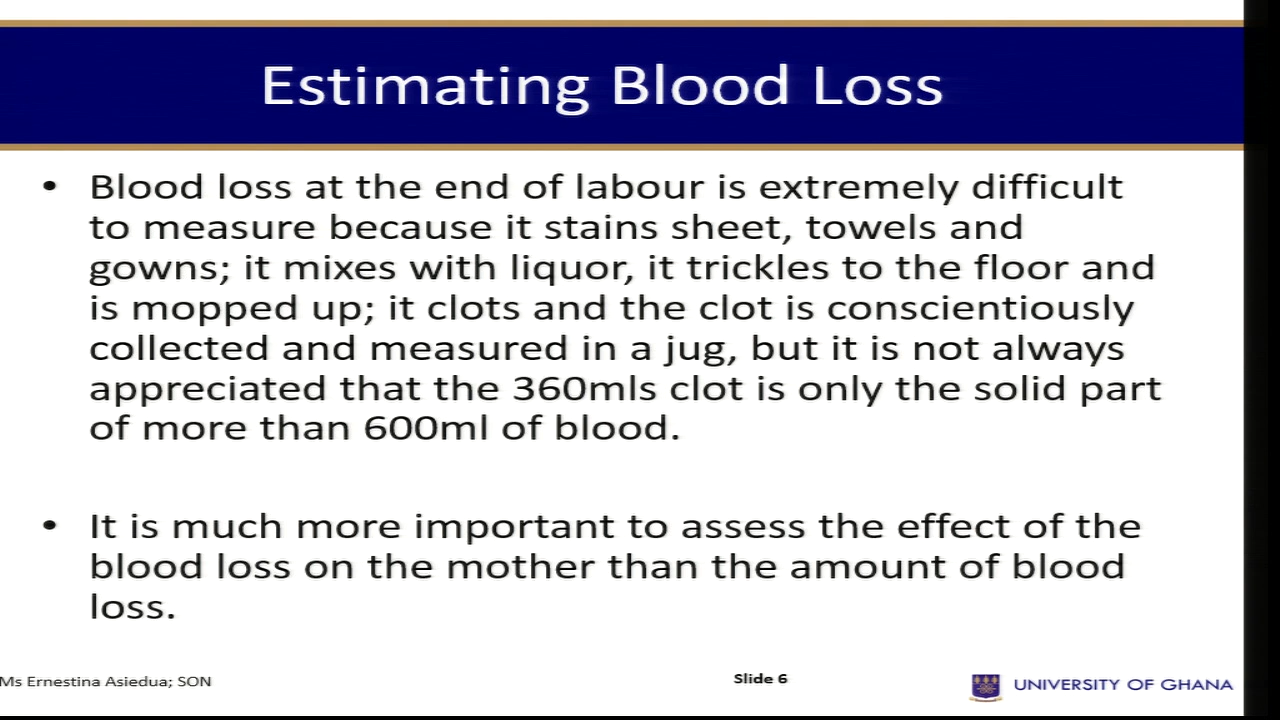 Estimating Blood Loss
• Blood loss at the end of labour is extremely difficult
to measure because it stains sheet, towels and
gowns; it mixes with liquor, it trickles to the floor and
is mopped up; it clots and the clot is conscientiously
collected and measured in a jug, but it is not always
appreciated that the 360mls clot is only the solid part
of more than 600ml of blood.
• It is much more important to assess the effect of the
blood loss on the mother than the amount of blood
loss.
Ms Ernestina Asiedua; SON
Slide 6
UNIVERSITY OF GHANA